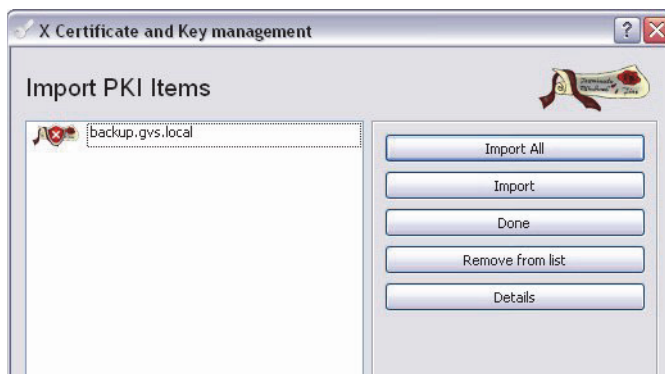 X Certificate and Key management
?
Import PKI Items
backup.gvs.local
Import All
Import
Done
Remove from list
Details